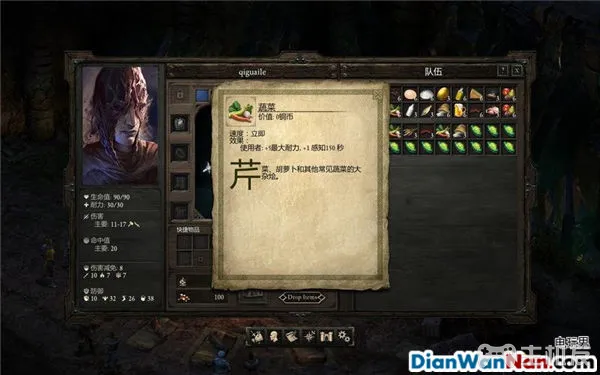 qiguaile
队伍
蔬菜
价值: 0铜币
速度: 立即
效果:
使用者: +5最大耐力, +1 感知150 秒
芹菜、胡萝卜和其他常见蔬菜的大
杂烩。
生命值: 90/90
耐力: 30/30
伤害
主要: 11-17
命中值
主要: 20
伤害减免: 8
10 7 7
防御
10 32 26 38
快捷物品
100
Drop Items
电玩男
DianWanNan.com